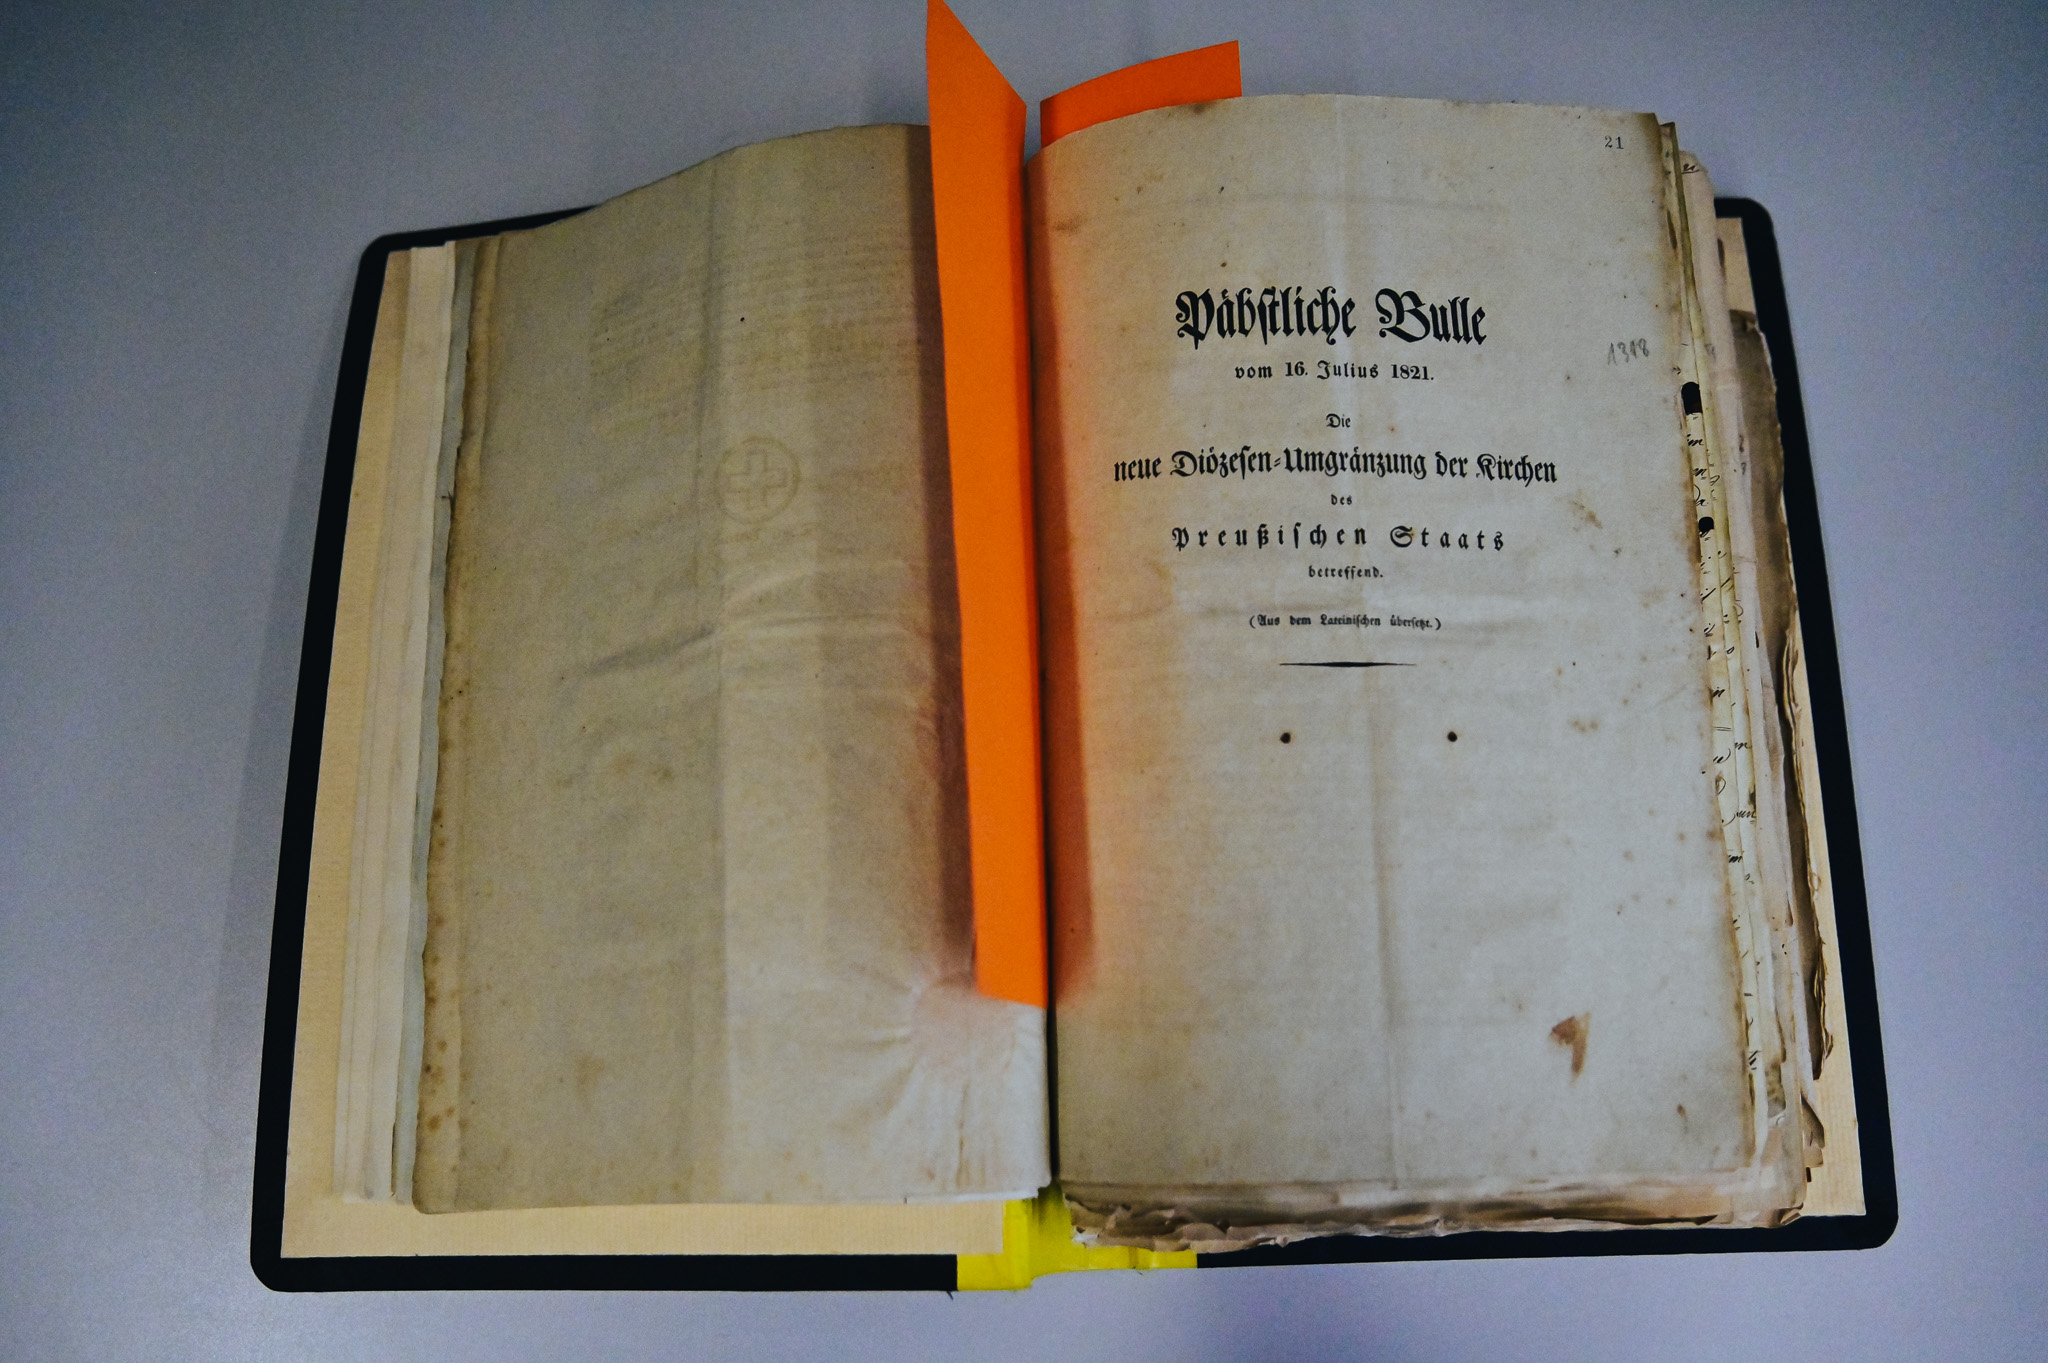 21
Päbstliche Bulle
vom 16. Julius 1821.
1318
Die
neue Diözesen-Umgränzung der Kirchen
des
Preußischen Staats
betreffend.
(Aus dem Lateinischen übersetzt.)